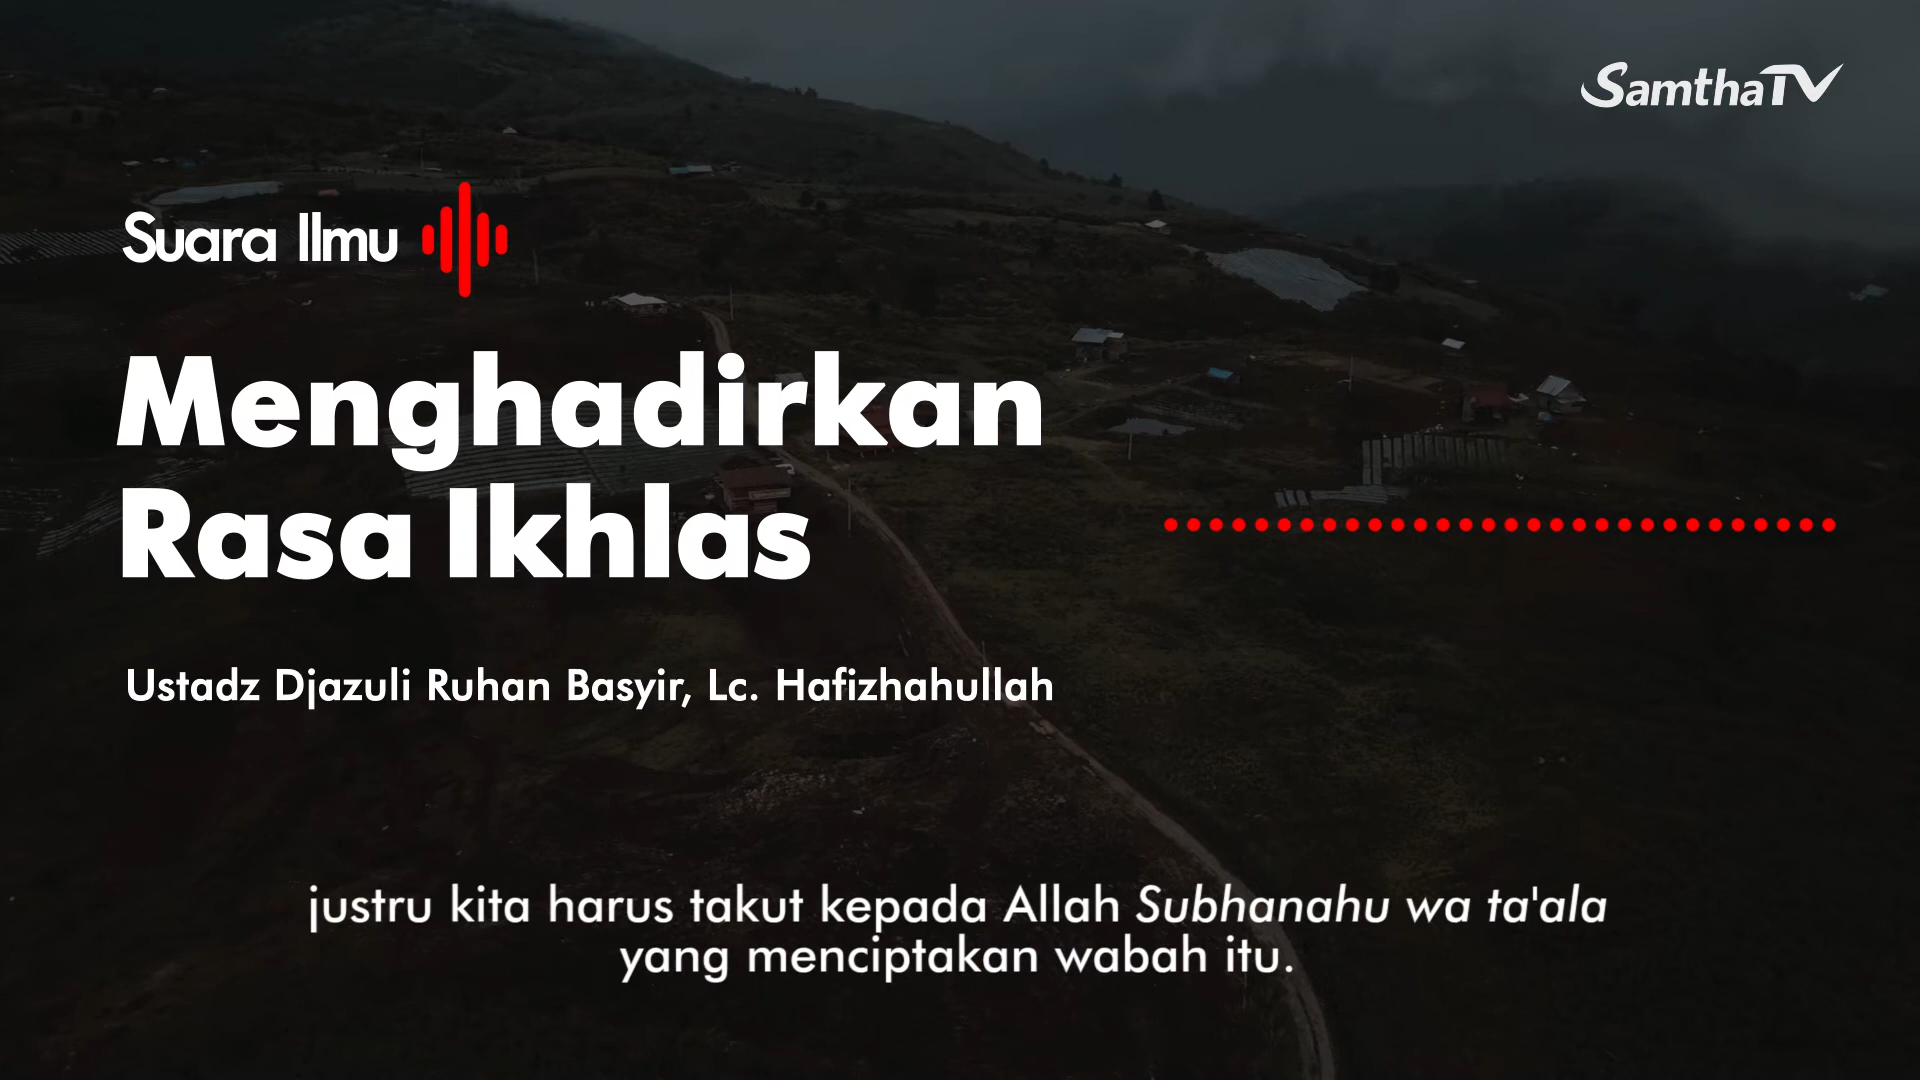 SamthaTV
Suara Ilmu
Menghadirkan
Rasa Ikhlas
Ustadz Djazuli Ruhan Basyir, Lc. Hafizhahullah
justru kita harus takut kepada Allah Subhanahu wa ta'ala
yang menciptakan wabah itu.